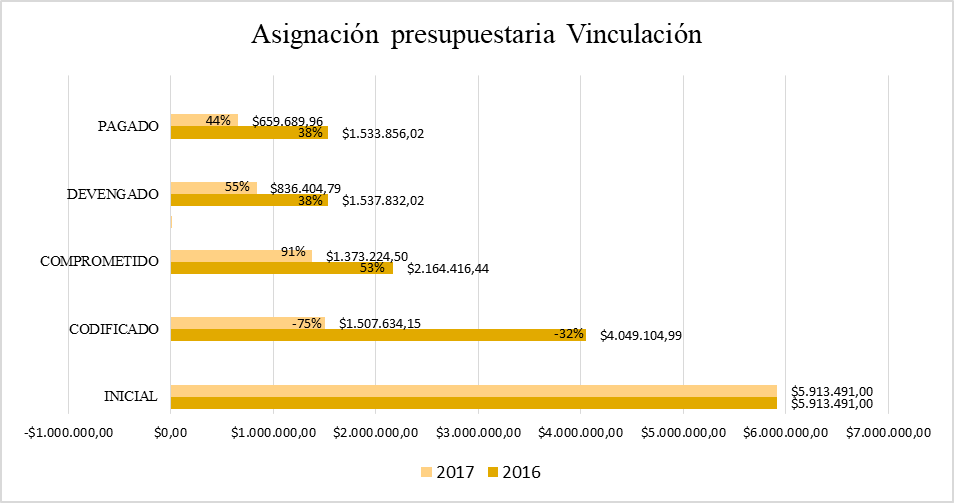 Asignación presupuestaria Vinculación
PAGADO
44% $659.689,96
38% $1.533.856,02
DEVENGADO
55% $836.404,79
38% $1.537.832,02
COMPROMETIDO
91% $1.373.224,50
53% $2.164.416,44
CODIFICADO
-75% $1.507.634,15
-32% $4.049.104,99
INICIAL
$5.913.491,00
$5.913.491,00
-$1.000.000,00 $0,00 $1.000.000,00 $2.000.000,00 $3.000.000,00 $4.000.000,00 $5.000.000,00 $6.000.000,00 $7.000.000,00
2017 2016